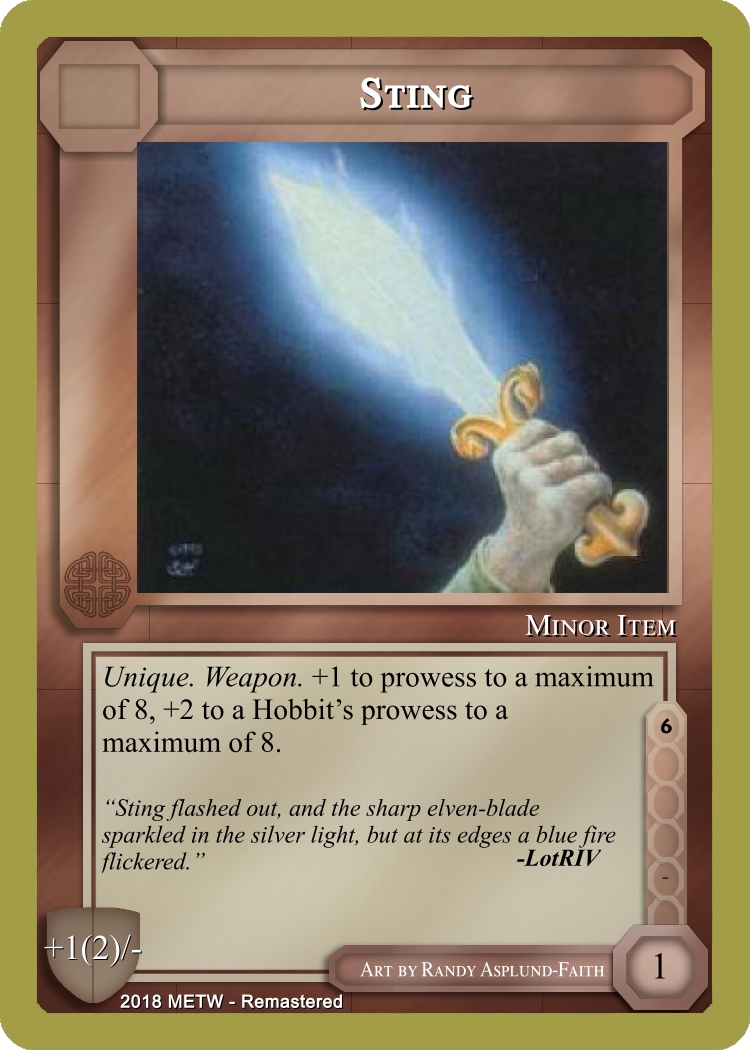 Sting
Minor Item
Unique. Weapon. +1 to prowess to a maximum
of 8, +2 to a Hobbit’s prowess to a
maximum of 8.
6
“Sting flashed out, and the sharp elven-blade
sparkled in the silver light, but at its edges a blue fire
flickered.” -LotRIV
-
+1(2)/-
Art by Randy Asplund-Faith
1
2018 METW - Remastered